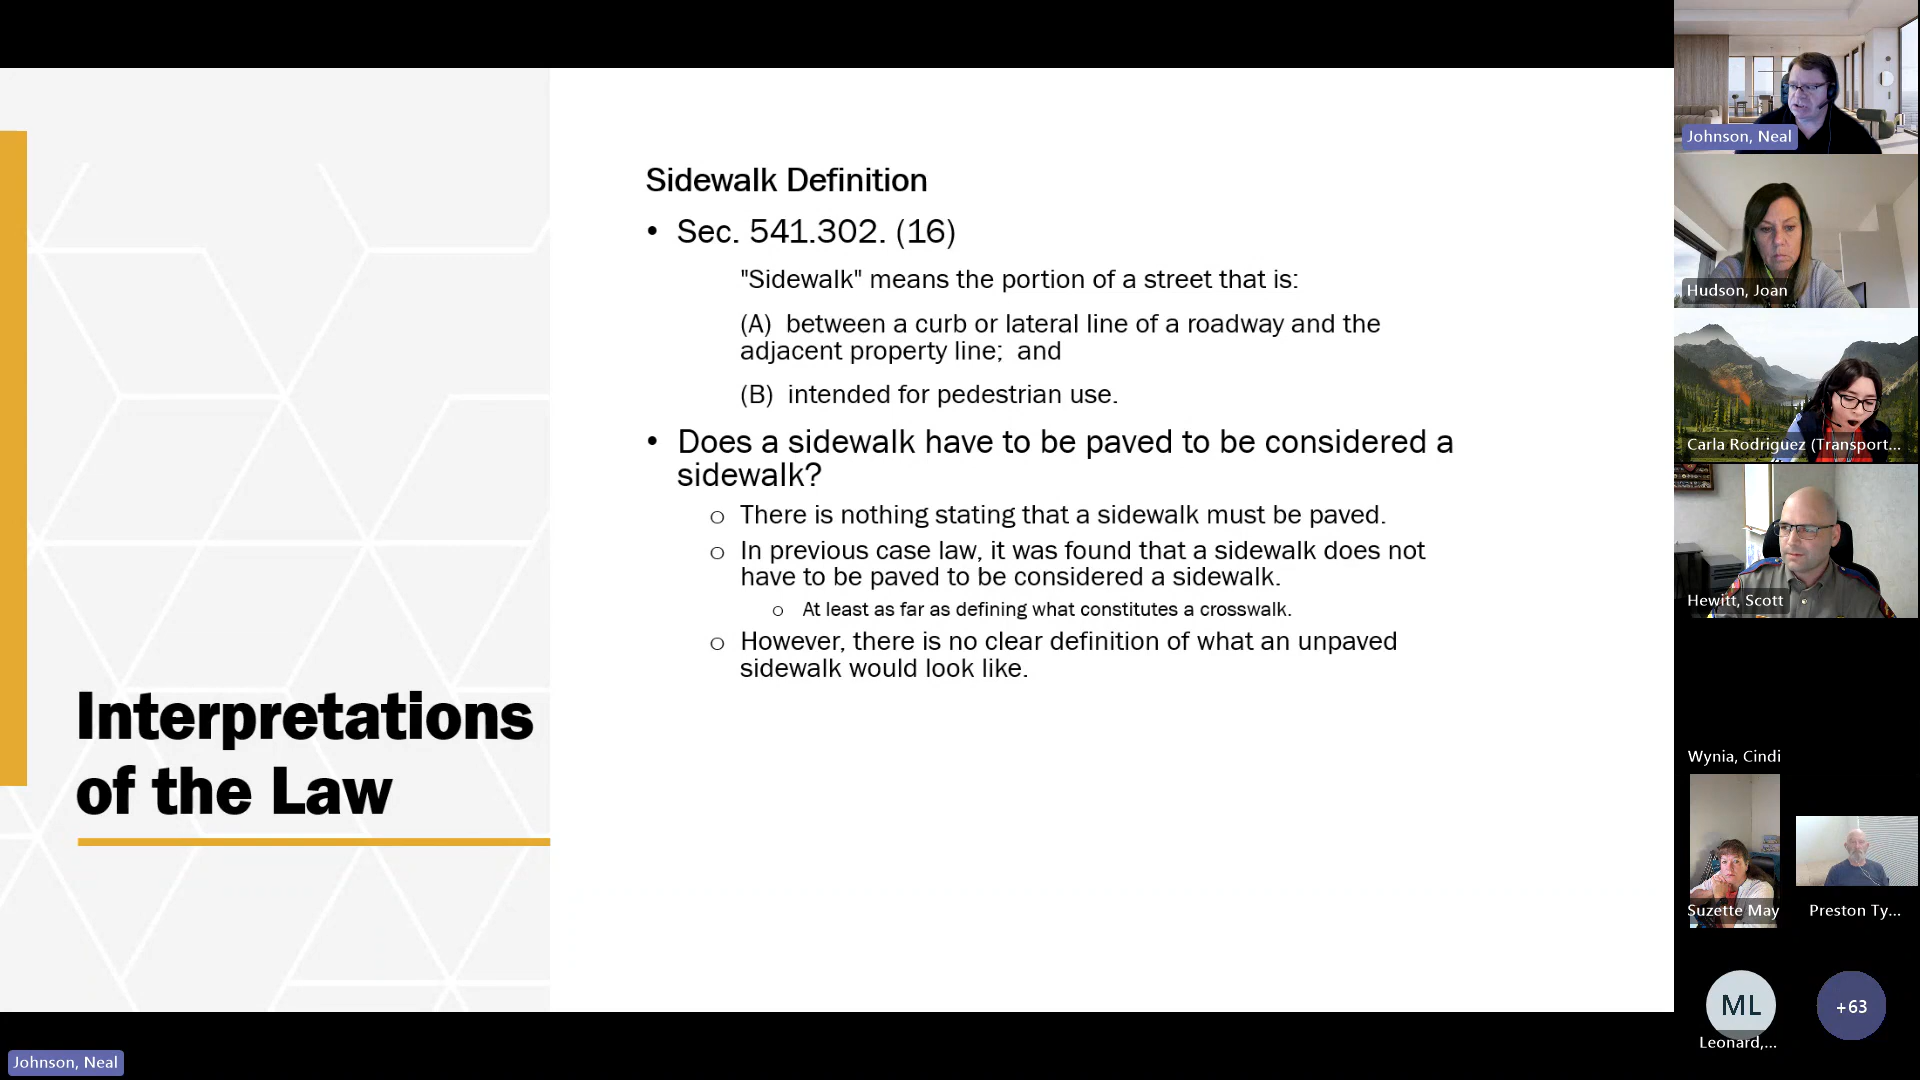 Interpretations
of the Law
Sidewalk Definition
• Sec. 541.302. (16)
"Sidewalk" means the portion of a street that is:
(A) between a curb or lateral line of a roadway and the
adjacent property line; and
(B) intended for pedestrian use.
• Does a sidewalk have to be paved to be considered a
sidewalk?
o There is nothing stating that a sidewalk must be paved.
o In previous case law, it was found that a sidewalk does not
have to be paved to be considered a sidewalk.
o At least as far as defining what constitutes a crosswalk.
o However, there is no clear definition of what an unpaved
sidewalk would look like.
Johnson, Neal
Hudson, Joan
Carla Rodriguez (Transport...
Hewitt, Scott
Wynia, Cindi
Suzette May
Preston Ty...
ML
Leonard,...
+63
Johnson, Neal